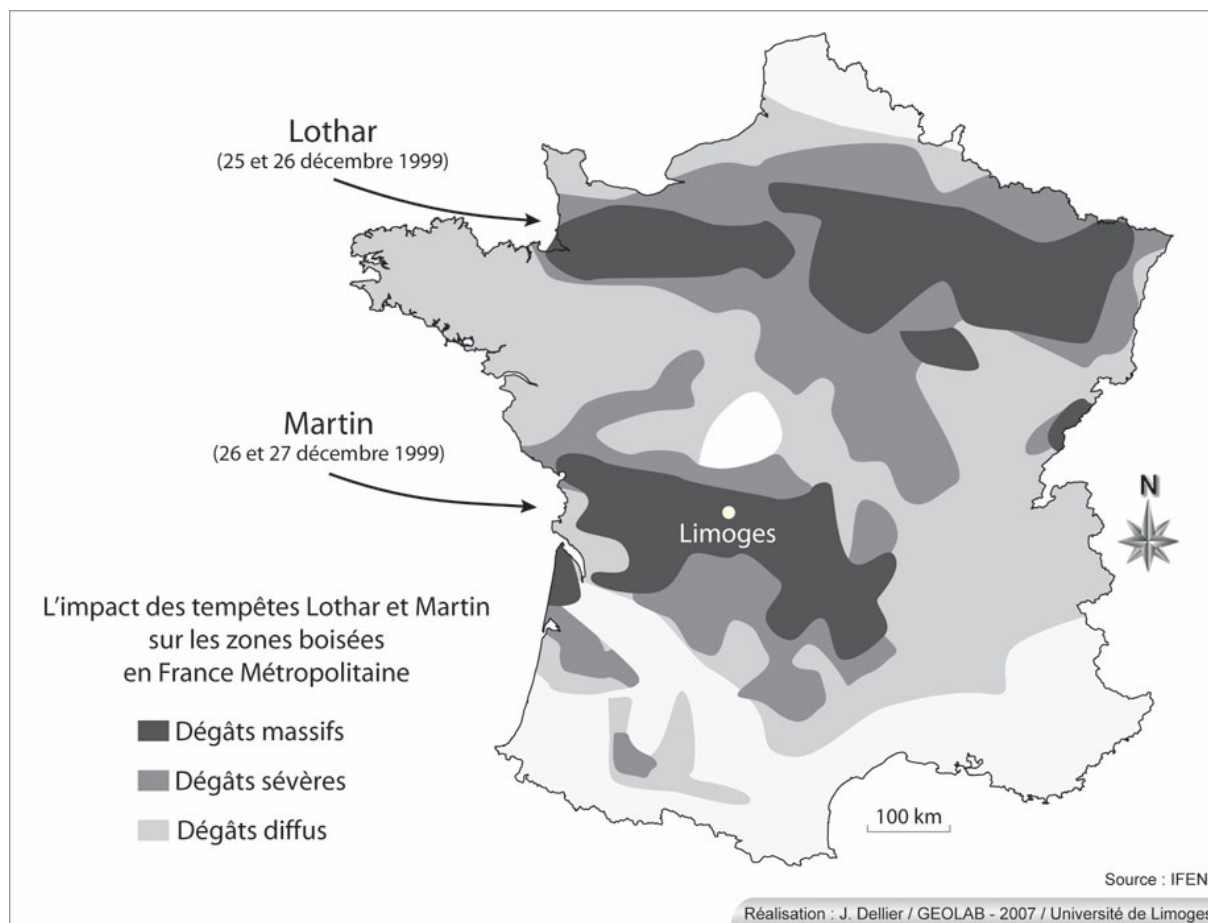 Lothar
(25 et 26 décembre 1999)
Martin
(26 et 27 décembre 1999)
N
Limoges
L'impact des tempêtes Lothar et Martin
sur les zones boisées
en France Métropolitaine
Dégâts massifs
Dégâts sévères
Dégâts diffus
100 km
Source : IFEN
Réalisation : J. Dellier / GEOLAB - 2007 / Université de Limoges